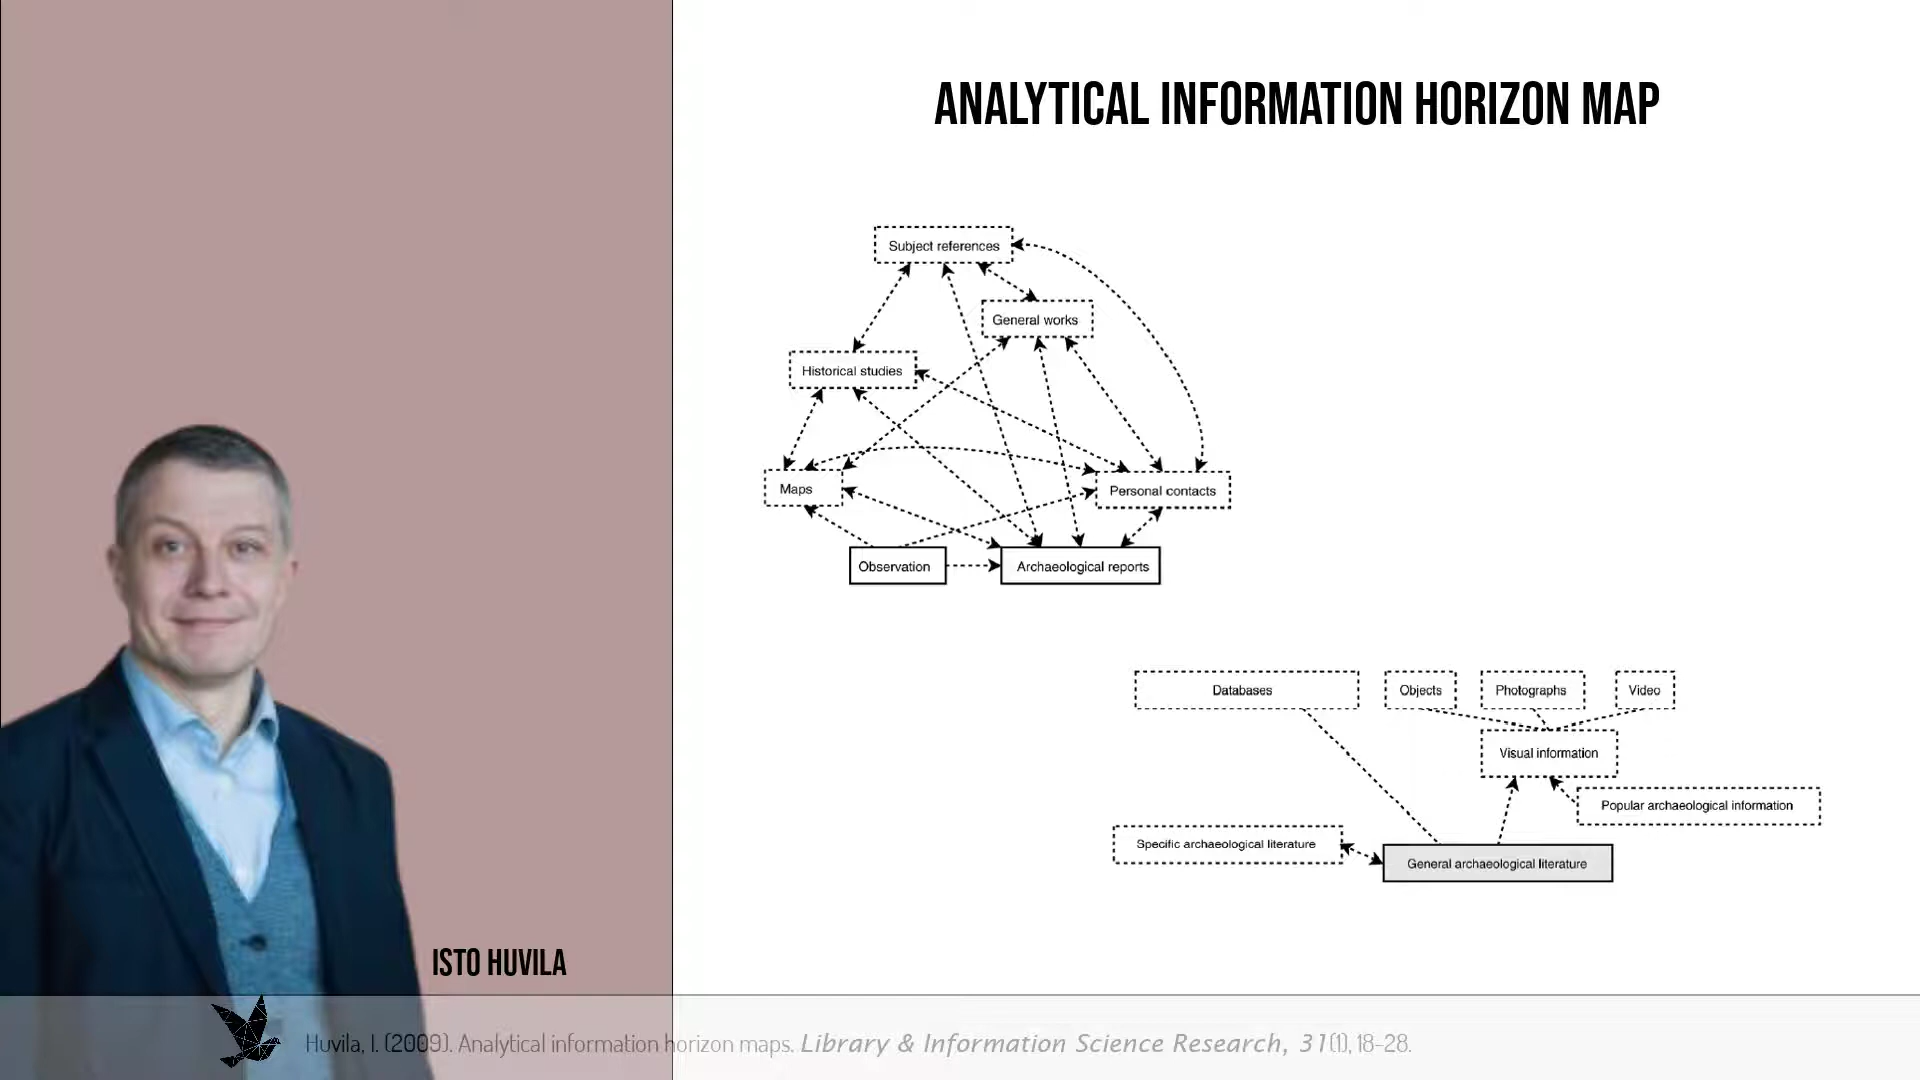 ANALYTICAL INFORMATION HORIZON MAP
Subject references
General works
Historical studies
Maps
Personal contacts
Observation
Archaeological reports
Databases
Objects
Photographs
Video
Visual information
Popular archaeological information
Specific archaeological literature
General archaeological literature
ISTO HUVILA
Huvila, I. (2009). Analytical information horizon maps. Library & Information Science Research, 31(1), 18-28.